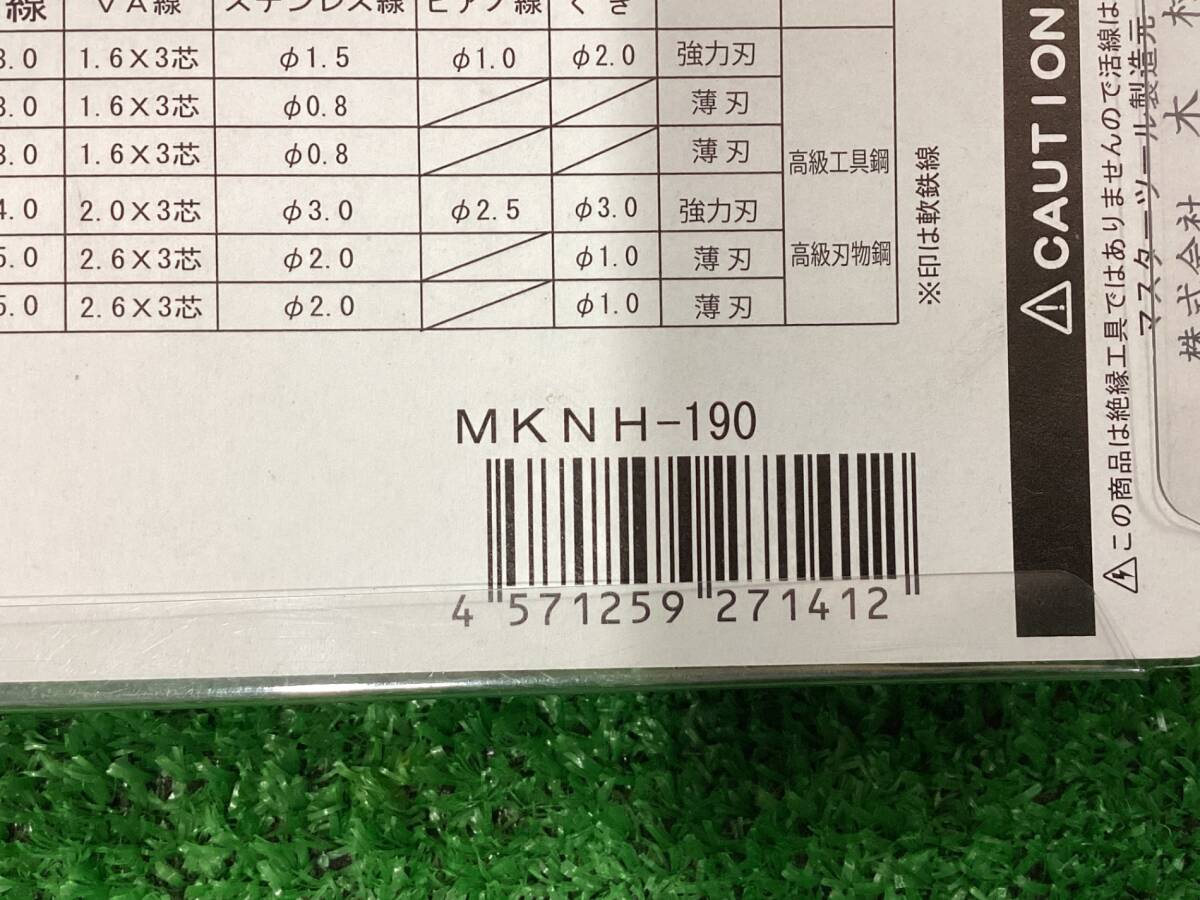 線 VA線 ステンレス線 ピアノ線 くぎ
3.0 1.6×3芯 φ1.5 φ1.0 φ2.0 強力刃
3.0 1.6×3芯 φ0.8 薄刃
3.0 1.6×3芯 φ0.8 薄刃
高級工具鋼
4.0 2.0×3芯 φ3.0 φ2.5 φ3.0 強力刃
5.0 2.6×3芯 φ2.0 φ1.0 薄刃
高級刃物鋼
5.0 2.6×3芯 φ2.0 φ1.0 薄刃
※印は軟鉄線
CAUTION
この商品は絶縁工具ではありませんので活線は
マスターツール製造元
株式会社 木村
MKNH-190
4 571259 271412